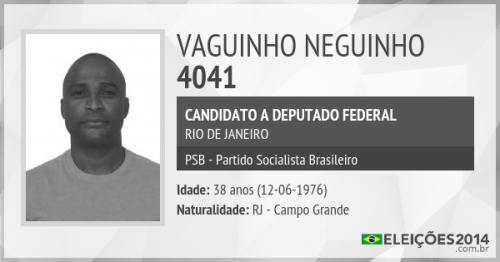 VAGUINHO NEGUINHO
4041
CANDIDATO A DEPUTADO FEDERAL
RIO DE JANEIRO
PSB - Partido Socialista Brasileiro
Idade: 38 anos (12-06-1976)
Naturalidade: RJ - Campo Grande
ELEIÇÕES2014
.com.br